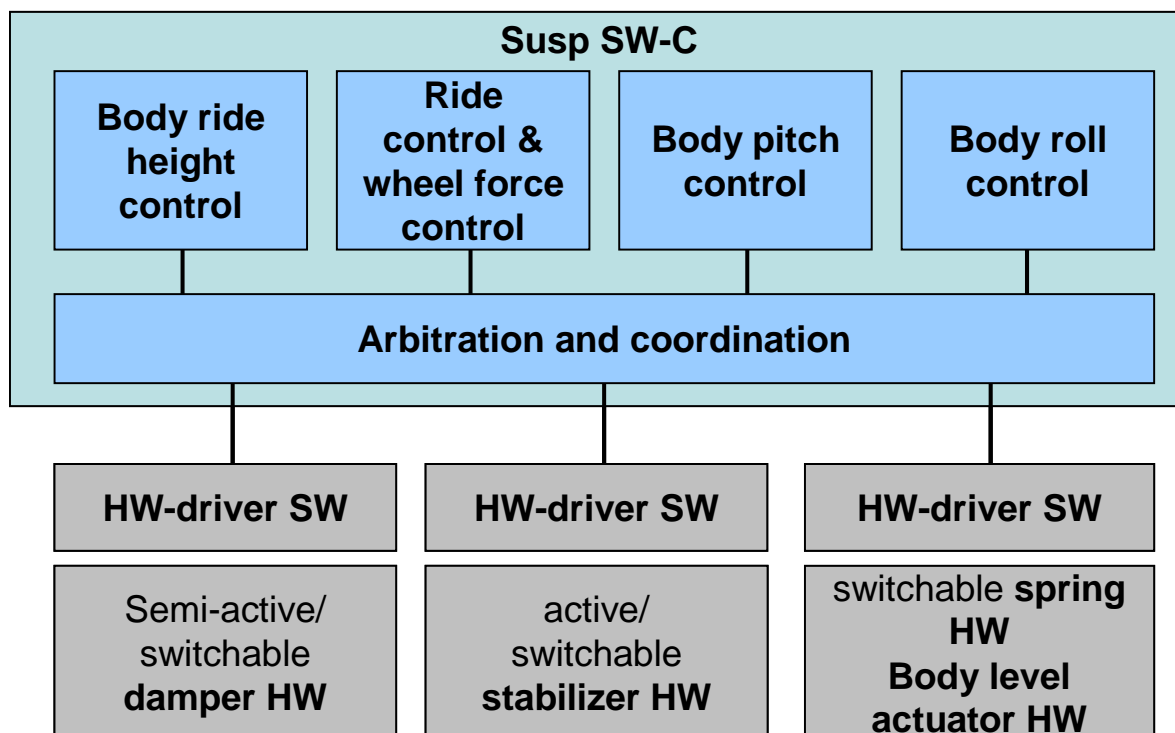 Susp SW-C
Body ride
height
control
Ride
control &
wheel force
control
Body pitch
control
Body roll
control
Arbitration and coordination
HW-driver SW
HW-driver SW
HW-driver SW
Semi-active/
switchable
damper HW
active/
switchable
stabilizer HW
switchable spring
HW
Body level
actuator HW